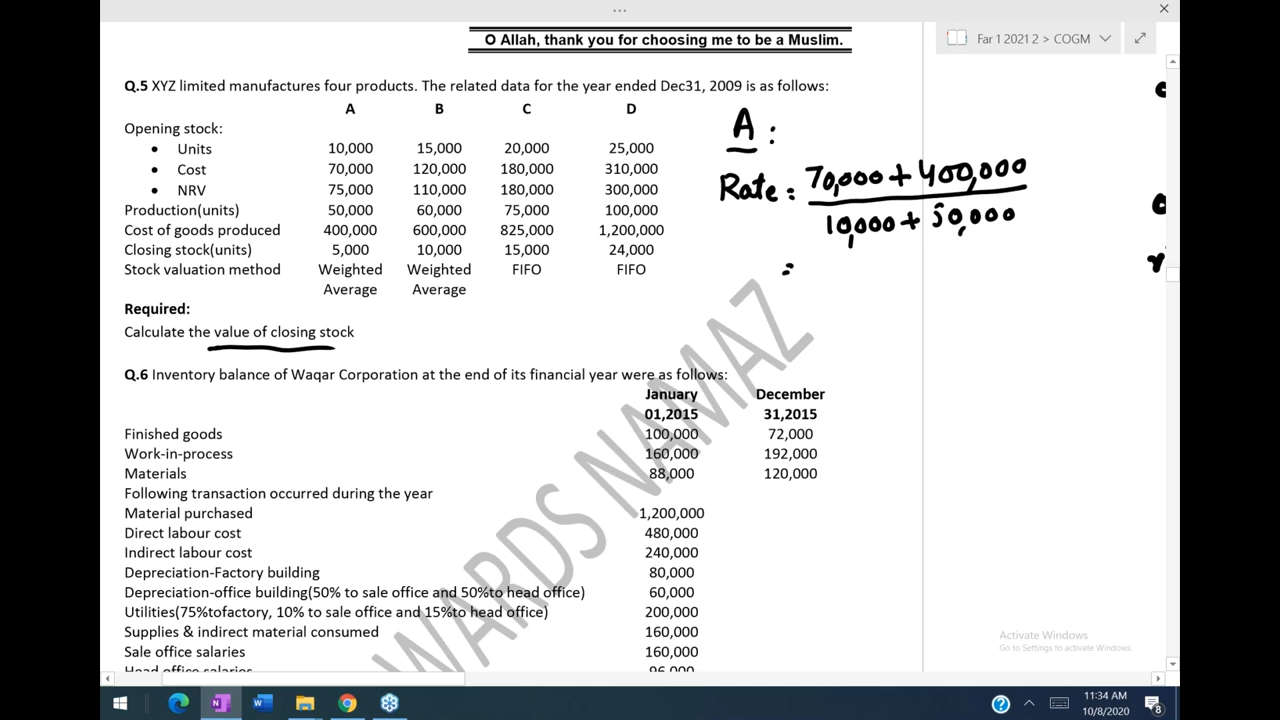 O Allah, thank you for choosing me to be a Muslim.
Far 1 2021 2 > COGM
Q.5 XYZ limited manufactures four products. The related data for the year ended Dec31, 2009 is as follows:
A B C D
Opening stock:
• Units 10,000 15,000 20,000 25,000
• Cost 70,000 120,000 180,000 310,000
• NRV 75,000 110,000 180,000 300,000
Production(units) 50,000 60,000 75,000 100,000
Cost of goods produced 400,000 600,000 825,000 1,200,000
Closing stock(units) 5,000 10,000 15,000 24,000
Stock valuation method Weighted Weighted FIFO FIFO
Average Average
Required:
Calculate the value of closing stock
A :
Rate = 70,000 + 400,000
10,000 + 50,000
=
Q.6 Inventory balance of Waqar Corporation at the end of its financial year were as follows:
January December
01,2015 31,2015
Finished goods 100,000 72,000
Work-in-process 160,000 192,000
Materials 88,000 120,000
Following transaction occurred during the year
Material purchased 1,200,000
Direct labour cost 480,000
Indirect labour cost 240,000
Depreciation-Factory building 80,000
Depreciation-office building(50% to sale office and 50%to head office) 60,000
Utilities(75%tofactory, 10% to sale office and 15%to head office) 200,000
Supplies & indirect material consumed 160,000
Sale office salaries 160,000
Head office salaries 96,000
WARDS NAMAZ
Activate Windows
Go to Settings to activate Windows.
11:34 AM
10/8/2020
8